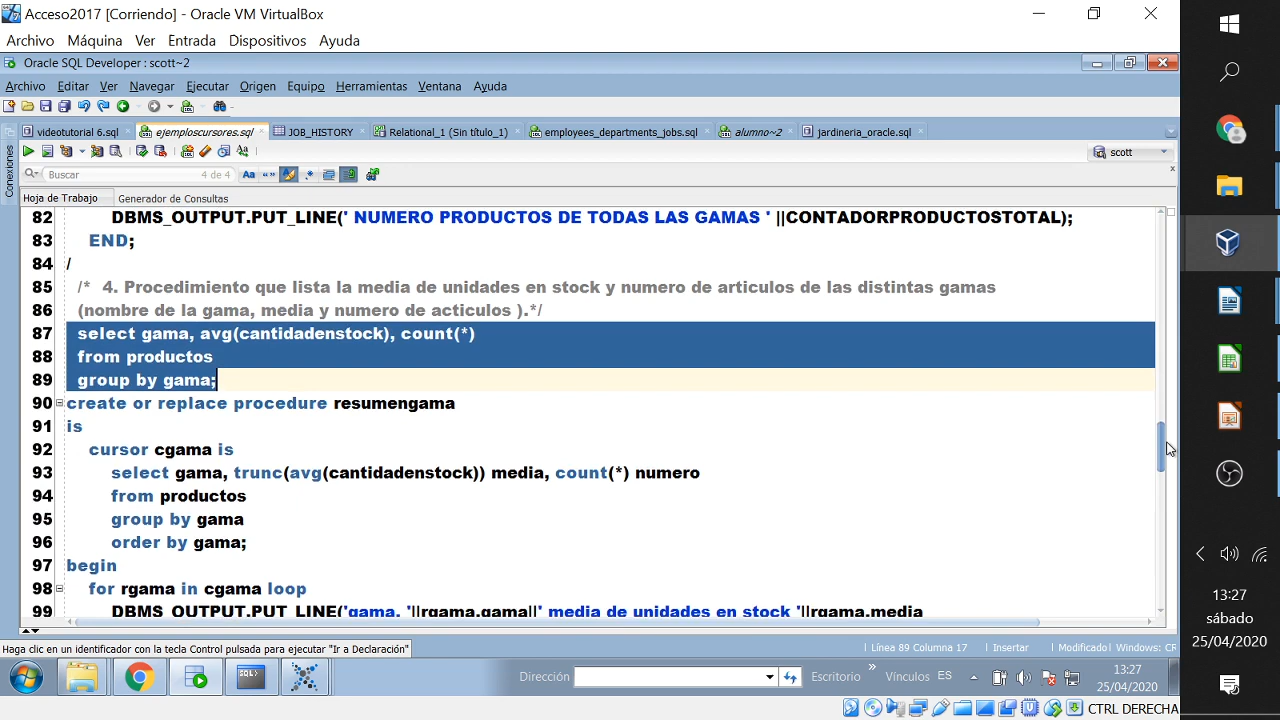 Acceso2017 [Corriendo] - Oracle VM VirtualBox
Archivo Máquina Ver Entrada Dispositivos Ayuda
Oracle SQL Developer : scott~2
Archivo Editar Ver Navegar Ejecutar Origen Equipo Herramientas Ventana Ayuda
videotutorial 6.sql ejemploscursores.sql JOB_HISTORY Relational_1 (Sin título_1) employees_departments_jobs.sql alumno~2 jardineria_oracle.sql
scott
Buscar 4 de 4 Aa
Conexiones
Hoja de Trabajo Generador de Consultas
82 DBMS_OUTPUT.PUT_LINE(' NUMERO PRODUCTOS DE TODAS LAS GAMAS ' ||CONTADORPRODUCTOSTOTAL);
83 END;
84 /
85 /* 4. Procedimiento que lista la media de unidades en stock y numero de articulos de las distintas gamas
86 (nombre de la gama, media y numero de acticulos ).*/
87 select gama, avg(cantidadenstock), count(*)
88 from productos
89 group by gama;
90 create or replace procedure resumengama
91 is
92 cursor cgama is
93 select gama, trunc(avg(cantidadenstock)) media, count(*) numero
94 from productos
95 group by gama
96 order by gama;
97 begin
98 for rgama in cgama loop
99 DBMS_OUTPUT.PUT_LINE('gama. '||rgama.gama||' media de unidades en stock '||rgama.media
Haga clic en un identificador con la tecla Control pulsada para ejecutar "Ir a Declaración" Línea 89 Columna 17 Insertar Modificado Windows: CR
Dirección Escritorio Vínculos ES 13:27
25/04/2020
CTRL DERECHA
13:27
sábado
25/04/2020